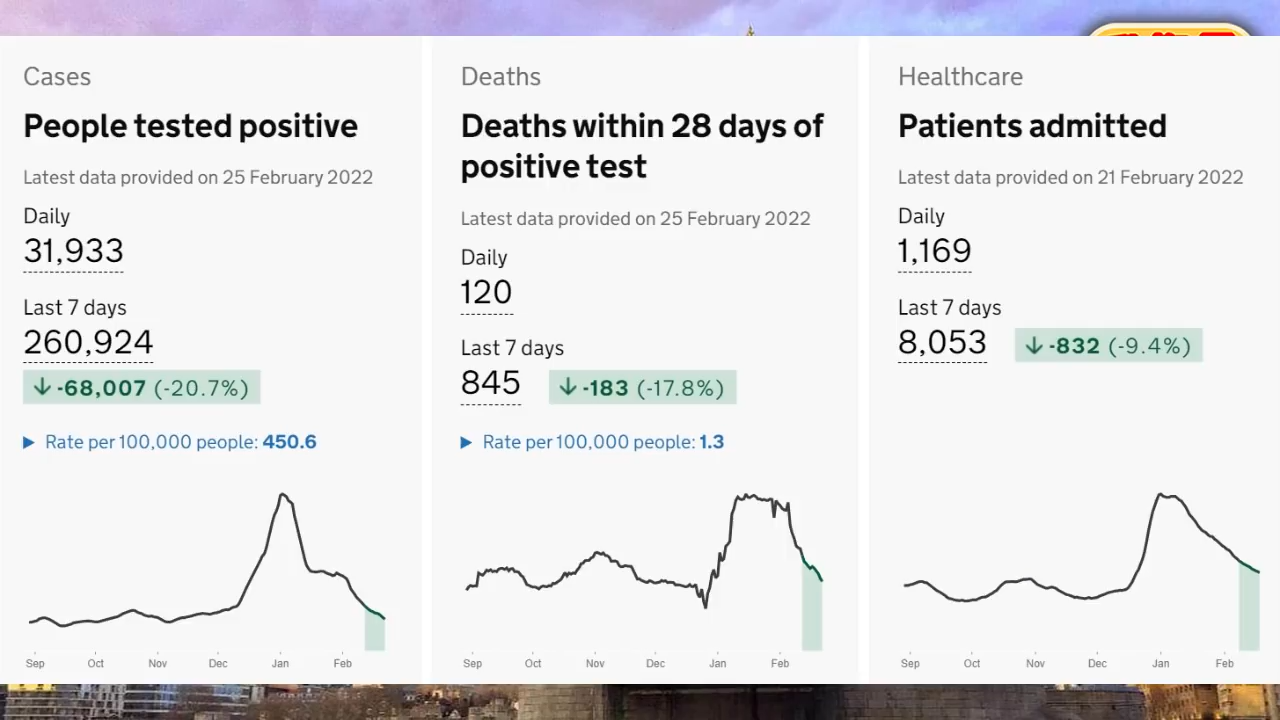 Cases
People tested positive
Latest data provided on 25 February 2022
Daily
31,933
Last 7 days
260,924
↓ -68,007 (-20.7%)
▶ Rate per 100,000 people: 450.6
Sep Oct Nov Dec Jan Feb
Deaths
Deaths within 28 days of
positive test
Latest data provided on 25 February 2022
Daily
120
Last 7 days
845 ↓ -183 (-17.8%)
▶ Rate per 100,000 people: 1.3
Sep Oct Nov Dec Jan Feb
Healthcare
Patients admitted
Latest data provided on 21 February 2022
Daily
1,169
Last 7 days
8,053 ↓ -832 (-9.4%)
Sep Oct Nov Dec Jan Feb